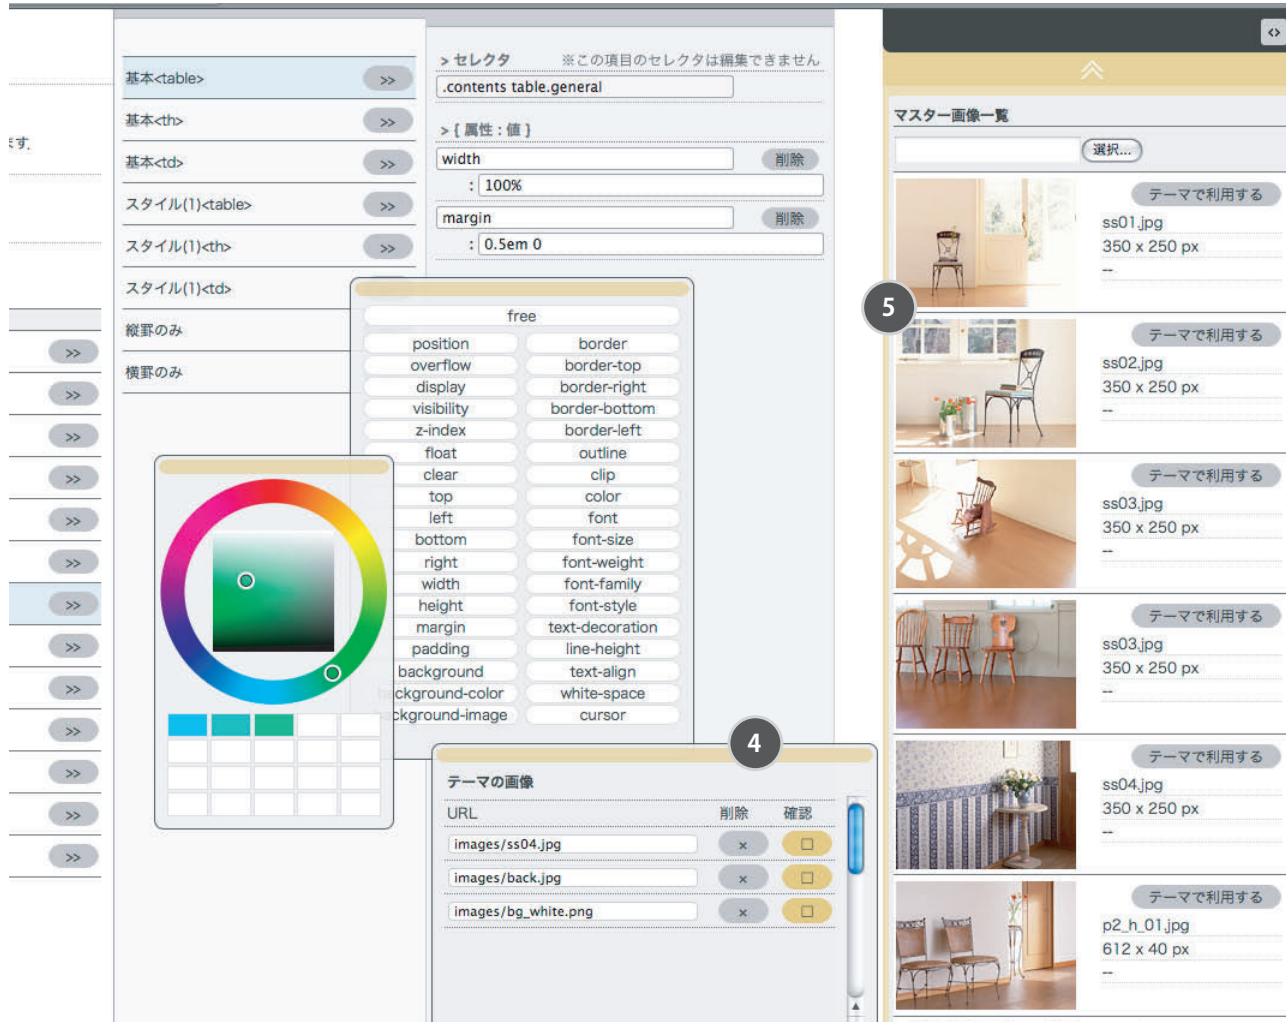 ます.
基本<table>
>>
基本<th>
>>
基本<td>
>>
スタイル(1)<table>
>>
スタイル(1)<th>
>>
スタイル(1)<td>
縦罫のみ
横罫のみ
>>
>>
>>
>>
>>
>>
>>
>>
>>
>>
>>
>>
>>
> セレクタ ※この項目のセレクタは編集できません
.contents table.general
> { 属性 : 値 }
width 削除
: 100%
margin 削除
: 0.5em 0
free
position border
overflow border-top
display border-right
visibility border-bottom
z-index border-left
float outline
clear clip
top color
left font
bottom font-size
right font-weight
width font-family
height font-style
margin text-decoration
padding line-height
background text-align
ckground-color white-space
ckground-image cursor
4
テーマの画像
URL 削除 確認
images/ss04.jpg ×
images/back.jpg ×
images/bg_white.png ×
<>
マスター画像一覧
選択...
5
テーマで利用する
ss01.jpg
350 x 250 px
--
テーマで利用する
ss02.jpg
350 x 250 px
--
テーマで利用する
ss03.jpg
350 x 250 px
--
テーマで利用する
ss03.jpg
350 x 250 px
--
テーマで利用する
ss04.jpg
350 x 250 px
--
テーマで利用する
p2_h_01.jpg
612 x 40 px
--